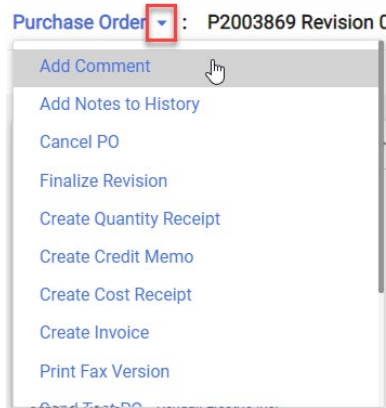 Purchase Order : P2003869 Revision 0
Add Comment
Add Notes to History
Cancel PO
Finalize Revision
Create Quantity Receipt
Create Credit Memo
Create Cost Receipt
Create Invoice
Print Fax Version